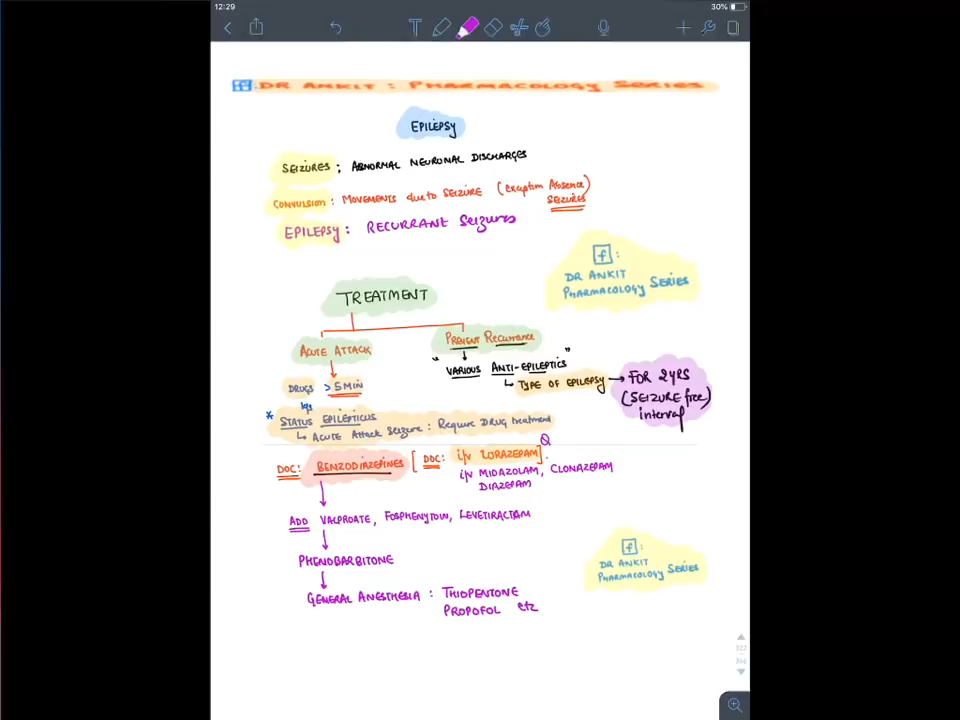 12:29
30%
T
f :DR ANKIT : PHARMACOLOGY SERIES
EPILEPSY
SEIZURES : ABNORMAL NEURONAL DISCHARGES
CONVULSION : MOVEMENTS due to SEIZURE (exception Absence SEIZURES)
EPILEPSY : RECURRANT Seizures
f :
DR ANKIT
PHARMACOLOGY SERIES
TREATMENT
ACUTE ATTACK
PREVENT Recurrance
" VARIOUS ANTI-EPILEPTICS "
DRUGS > 5 MIN
TYPE OF EPILEPSY → FOR 2 YRS
(SEIZURE free)
interval
* STATUS EPILEPTICUS
ACUTE Attack Seizure : Require DRUG treatment
DOC: BENZODIAZEPINES [ DOC: i/v LORAZEPAM ] Q
i/v MIDAZOLAM, CLONAZEPAM
DIAZEPAM
ADD VALPROATE, FOSPHENYTOIN, LEVETIRACTAM
PHENOBARBITONE
GENERAL ANESTHESIA : THIOPENTONE
PROPOFOL etc
f :
DR ANKIT
PHARMACOLOGY SERIES